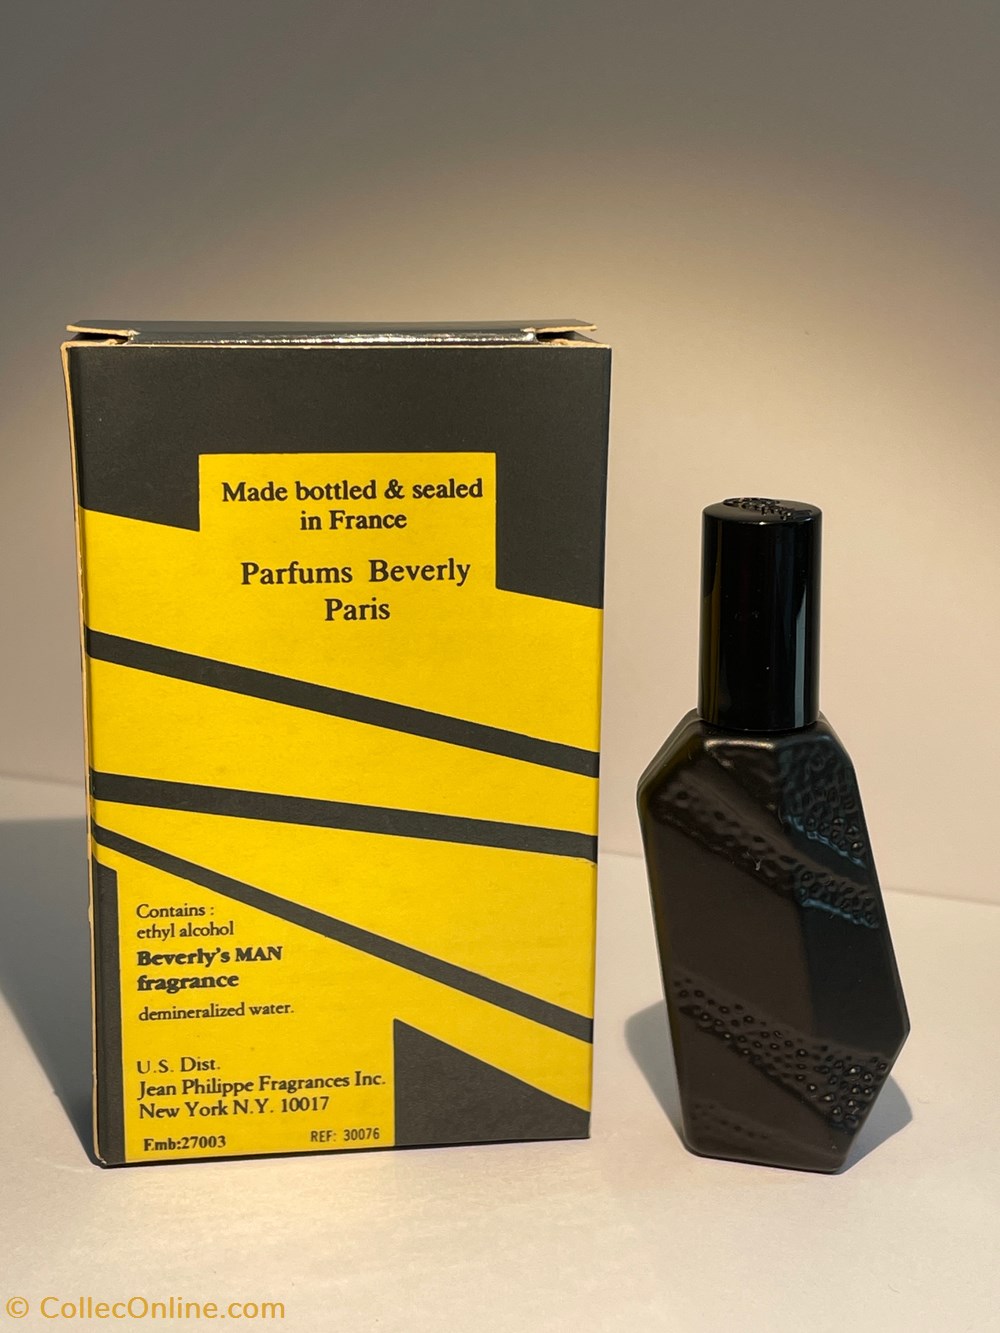 Made bottled & sealed
in France
Parfums Beverly
Paris
Contains :
ethyl alcohol
Beverly's MAN
fragrance
demineralized water.
U.S. Dist.
Jean Philippe Fragrances Inc.
New York N.Y. 10017
Emb:27003
REF: 30076
© CollecOnline.com